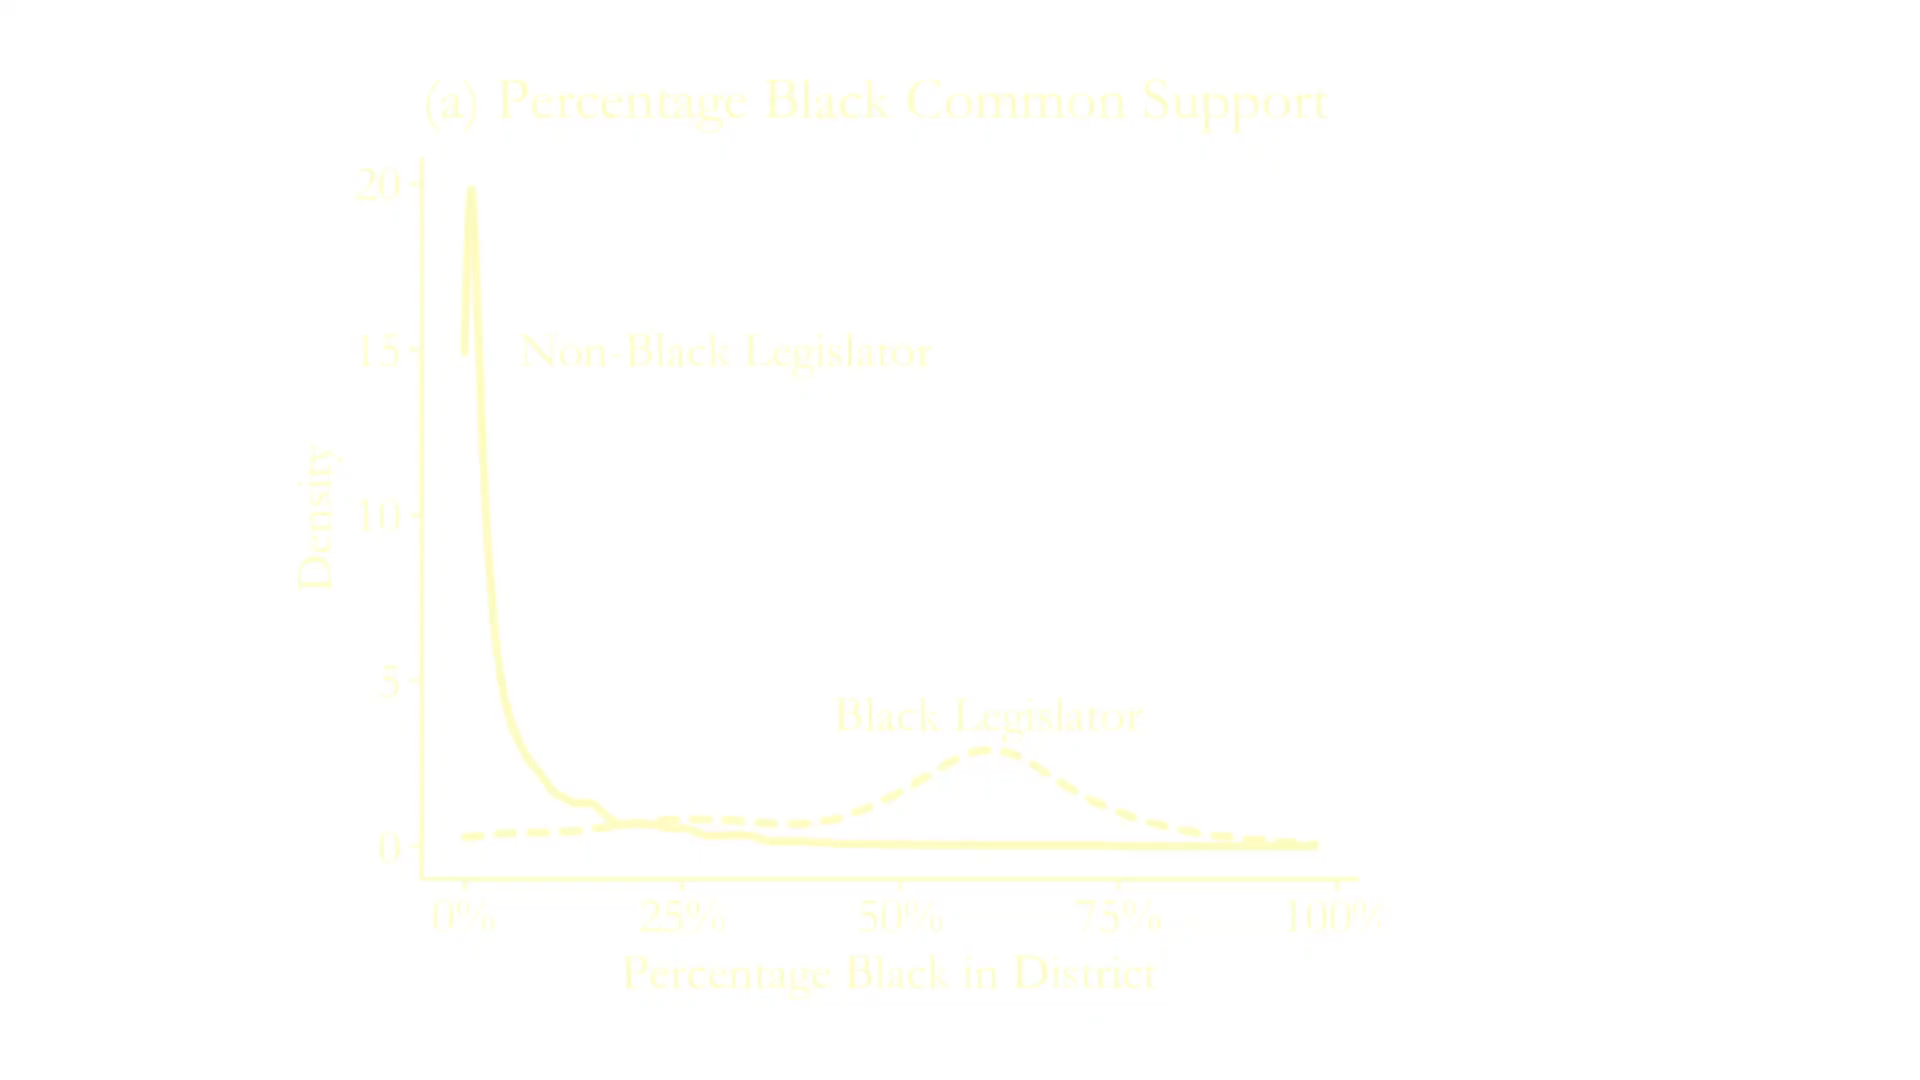 (a) Percentage Black Common Support
20
15
Non-Black Legislator
Density
10
5
Black Legislator
0
0% 25% 50% 75% 100%
Percentage Black in District